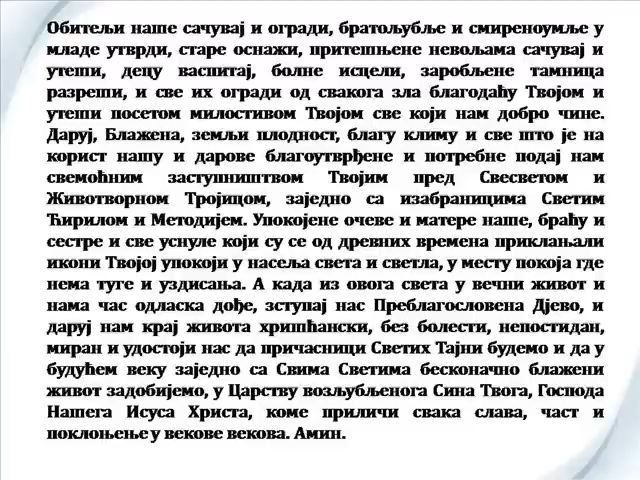 Обитељи наше сачувај и огради, братољубље и смиреноумље у
младе утврди, старе оснажи, притешњене невољама сачувај и
утеши, децу васпитај, болне исцели, заробљене тамница
разреши, и све их огради од свакога зла благодаћу Твојом и
утеши посетом милостивом Твојом све који нам добро чине.
Даруј, Блажена, земљи плодност, благу климу и све што је на
корист нашу и дарове благоутврђене и потребне подај нам
свемоћним заступништвом Твојим пред Свесветом и
Животворном Тројицом, заједно са изабраницима Светим
Ћирилом и Методијем. Упокојене очеве и матере наше, браћу и
сестре и све уснуле који су се од древних времена приклањали
икони Твојој упокоји у насеља света и светла, у месту покоја где
нема туге и уздисања. А када из овога света у вечни живот и
нама час одласка дође, зступај нас Преблагословена Дјево, и
даруј нам крај живота хришћански, без болести, непостидан,
миран и удостоји нас да причасници Светих Тајни будемо и да у
будућем веку заједно са Свима Светима бесконачно блажени
живот задобијемо, у Царству возљубљенога Сина Твога, Господа
Нашега Исуса Христа, коме приличи свака слава, част и
поклоњење у векове векова. Амин.